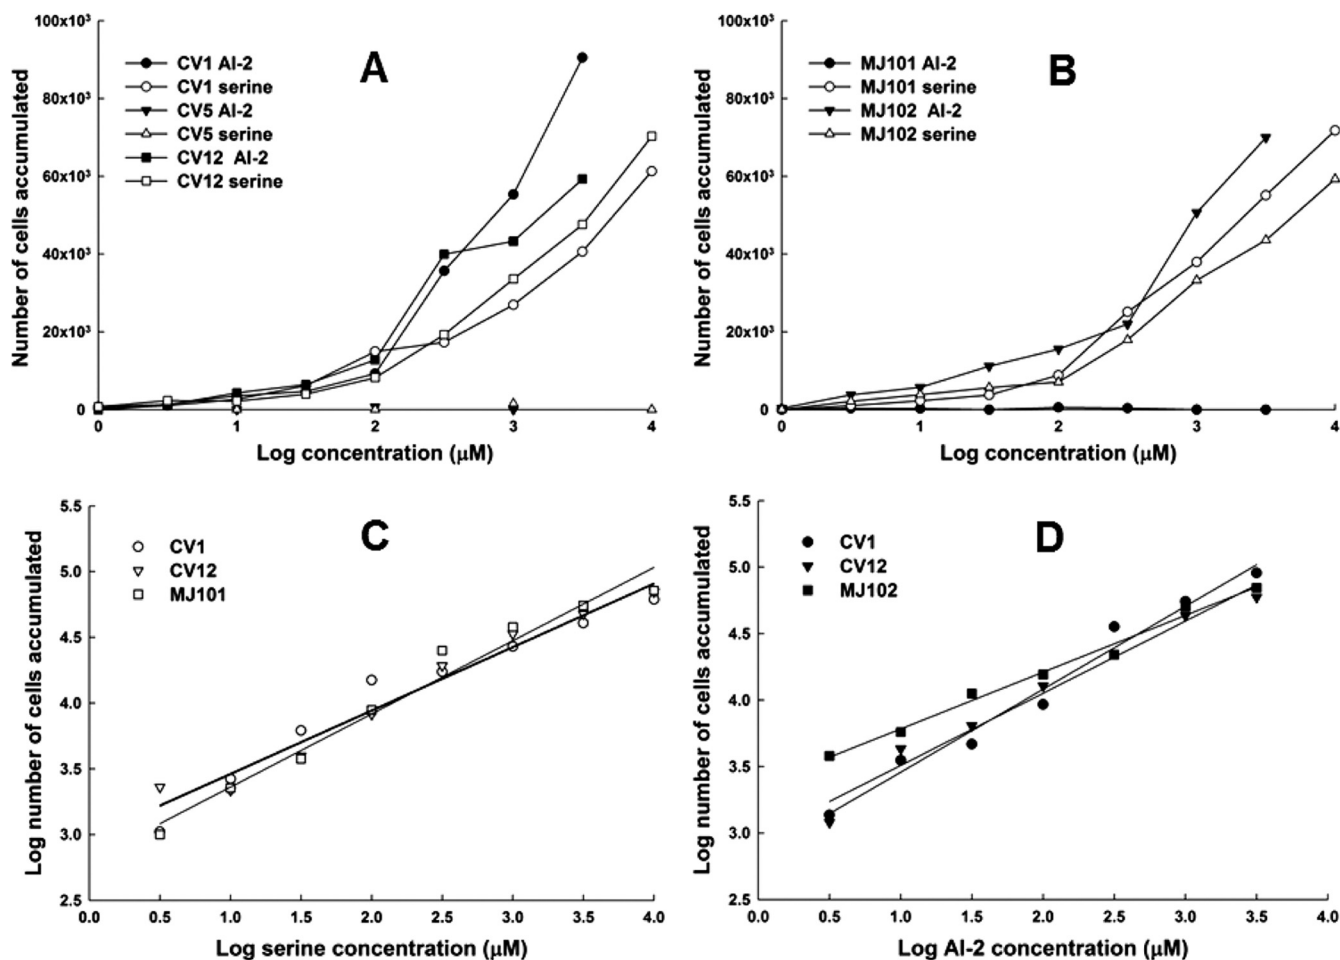 A
Number of cells accumulated
100x10³
80x10³
60x10³
40x10³
20x10³
0
CV1 AI-2
CV1 serine
CV5 AI-2
CV5 serine
CV12 AI-2
CV12 serine
0 1 2 3 4
Log concentration (µM)
B
Number of cells accumulated
100x10³
80x10³
60x10³
40x10³
20x10³
0
MJ101 AI-2
MJ101 serine
MJ102 AI-2
MJ102 serine
0 1 2 3 4
Log concentration (µM)
C
Log number of cells accumulated
5.5
5.0
4.5
4.0
3.5
3.0
2.5
CV1
CV12
MJ101
0.0 0.5 1.0 1.5 2.0 2.5 3.0 3.5 4.0
Log serine concentration (µM)
D
Log number of cells accumulated
5.5
5.0
4.5
4.0
3.5
3.0
2.5
CV1
CV12
MJ102
0.0 0.5 1.0 1.5 2.0 2.5 3.0 3.5 4.0
Log AI-2 concentration (µM)